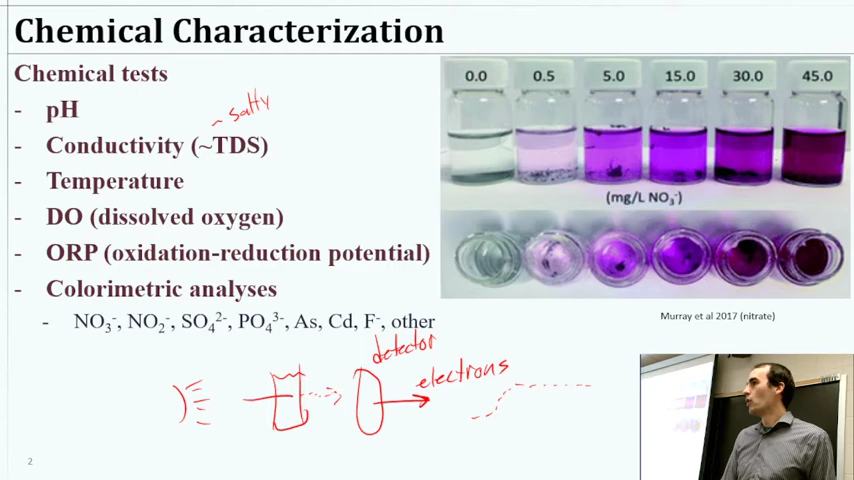 Chemical Characterization
Chemical tests
- pH
~ salty
- Conductivity (~TDS)
- Temperature
- DO (dissolved oxygen)
- ORP (oxidation-reduction potential)
- Colorimetric analyses
- NO₃⁻, NO₂⁻, SO₄²⁻, PO₄³⁻, As, Cd, F⁻, other
0.0 0.5 5.0 15.0 30.0 45.0
(mg/L NO₃⁻)
Murray et al 2017 (nitrate)
detector
electrons
2